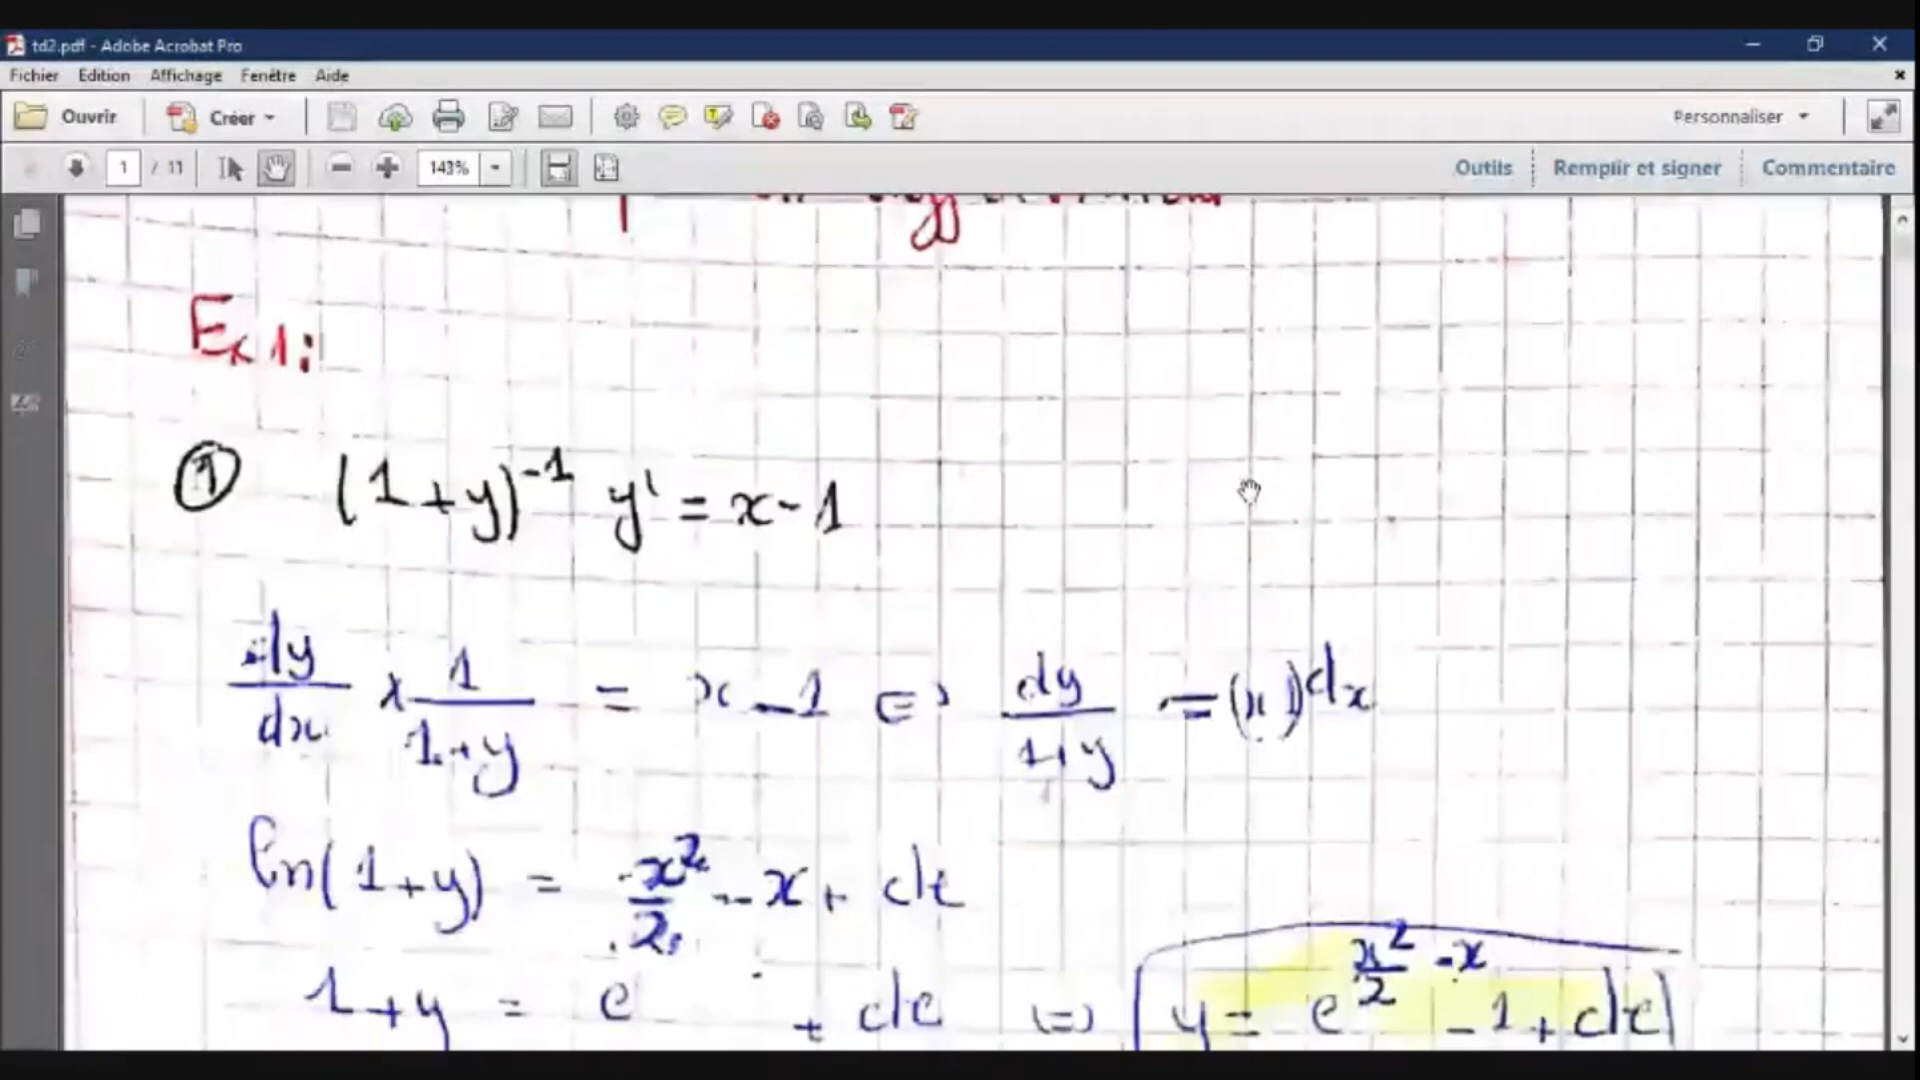 td2.pdf - Adobe Acrobat Pro
Fichier Edition Affichage Fenêtre Aide
Ouvrir Créer Personnaliser
1 / 11 143% Outils Remplir et signer Commentaire
Ex1:
① (1+y)⁻¹ y' = x-1
dy/dx × 1/(1+y) = x-1 ⇔ dy/(1+y) = (x 1)dx
ln(1+y) = x²/2 - x + cte
1+y = e + cte ⇔ y = e^(x²/2 - x) - 1 + cte